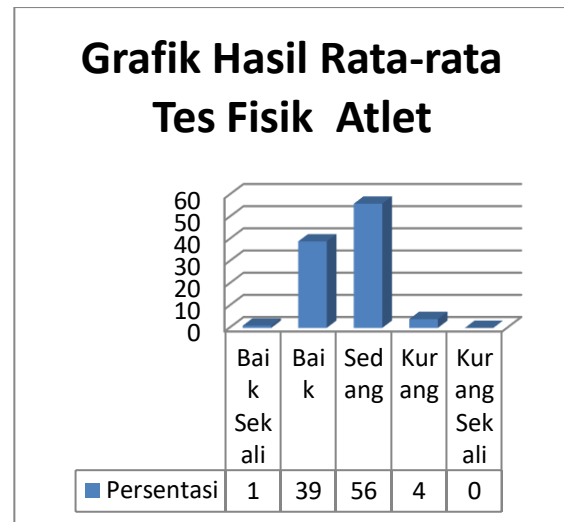 Grafik Hasil Rata-rata
Tes Fisik Atlet
60
50
40
30
20
10
0
Bai
k
Sek
ali
Bai
k
Sed
ang
Kur
ang
Kur
ang
Sek
ali
Persentasi 1 39 56 4 0